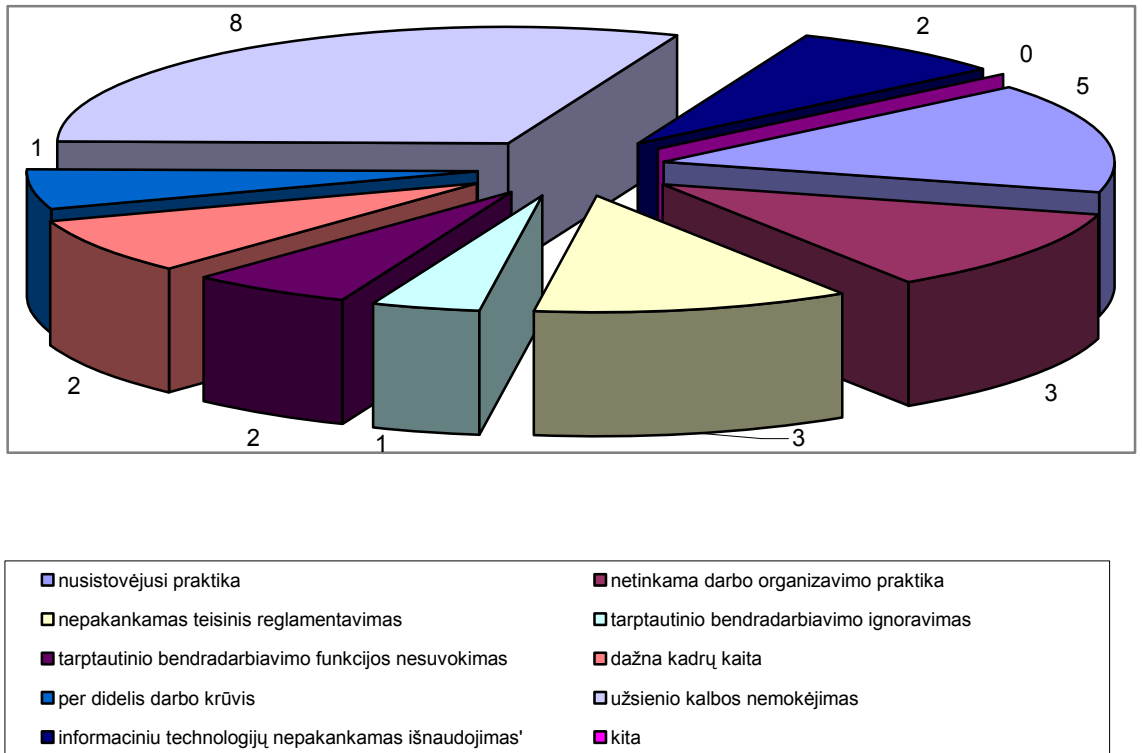 8
2
0
5
1
2
2
1
3
3
nusistovėjusi praktika
netinkama darbo organizavimo praktika
nepakankamas teisinis reglamentavimas
tarptautinio bendradarbiavimo ignoravimas
tarptautinio bendradarbiavimo funkcijos nesuvokimas
dažna kadrų kaita
per didelis darbo krūvis
užsienio kalbos nemokėjimas
informaciniu technologijų nepakankamas išnaudojimas'
kita